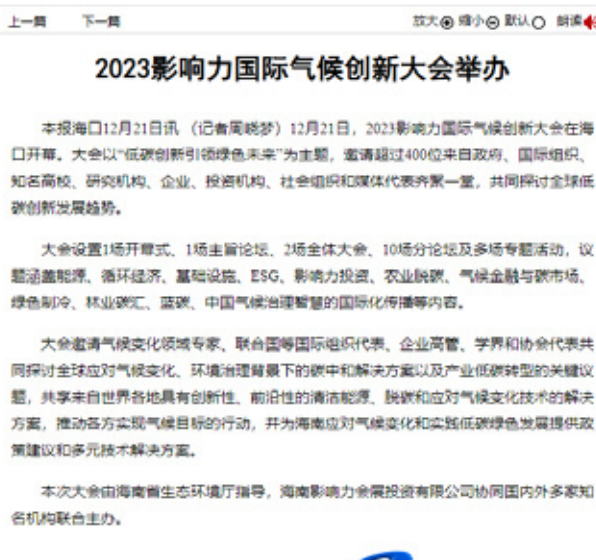 上一篇 下一篇 放大 缩小 默认 朗读
2023影响力国际气候创新大会举办
本报海口12月21日讯 （记者周晓梦）12月21日，2023影响力国际气候创新大会在海
口开幕。大会以“低碳创新引领绿色未来”为主题，邀请超过400位来自政府、国际组织、
知名高校、研究机构、企业、投资机构、社会组织和媒体代表齐聚一堂，共同探讨全球低
碳创新发展趋势。
大会设置1场开幕式、1场主旨论坛、2场全体大会、10场分论坛及多场专题活动，议
题涵盖能源、循环经济、基础设施、ESG、影响力投资、农业脱碳、气候金融与碳市场、
绿色制冷、林业碳汇、蓝碳、中国气候治理智慧的国际化传播等内容。
大会邀请气候变化领域专家、联合国等国际组织代表、企业高管、学界和协会代表共
同探讨全球应对气候变化、环境治理背景下的碳中和解决方案以及产业低碳转型的关键议
题，共享来自世界各地具有创新性、前沿性的清洁能源、脱碳和应对气候变化技术的解决
方案，推动各方实现气候目标的行动，并为海南应对气候变化和实践低碳绿色发展提供政
策建议和多元技术解决方案。
本次大会由海南省生态环境厅指导，海南影响力会展投资有限公司协同国内外多家知
名机构联合主办。